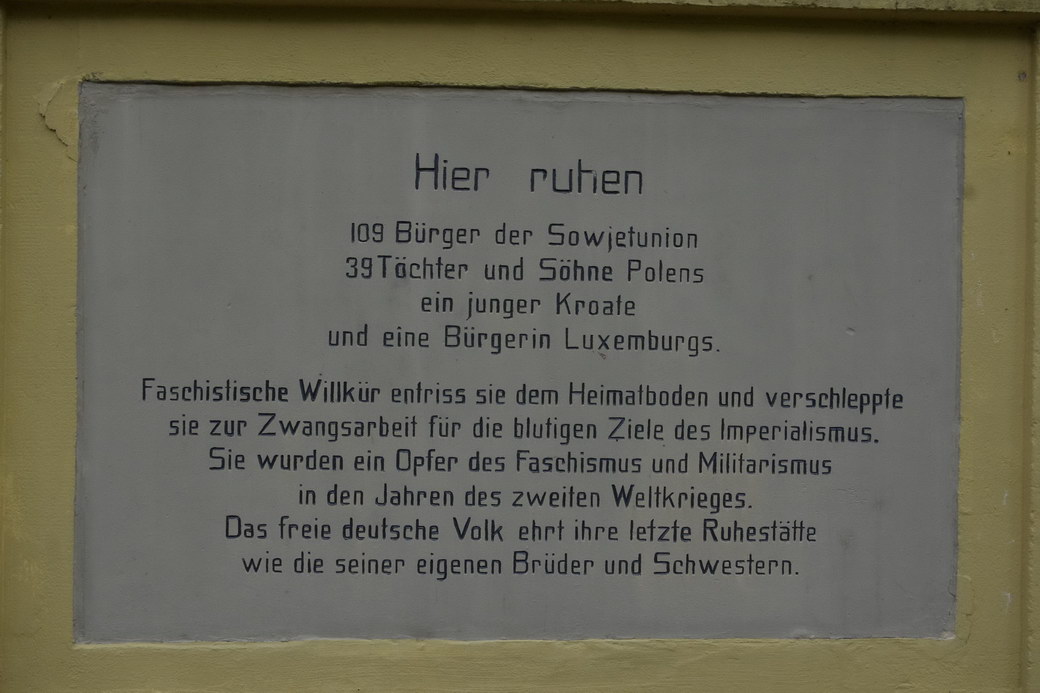 Hier ruhen
109 Bürger der Sowjetunion
39 Töchter und Söhne Polens
ein junger Kroate
und eine Bürgerin Luxemburgs.
Faschistische Willkür entriss sie dem Heimatboden und verschleppte
sie zur Zwangsarbeit für die blutigen Ziele des Imperialismus.
Sie wurden ein Opfer des Faschismus und Militarismus
in den Jahren des zweiten Weltkrieges.
Das freie deutsche Volk ehrt ihre letzte Ruhestätte
wie die seiner eigenen Brüder und Schwestern.